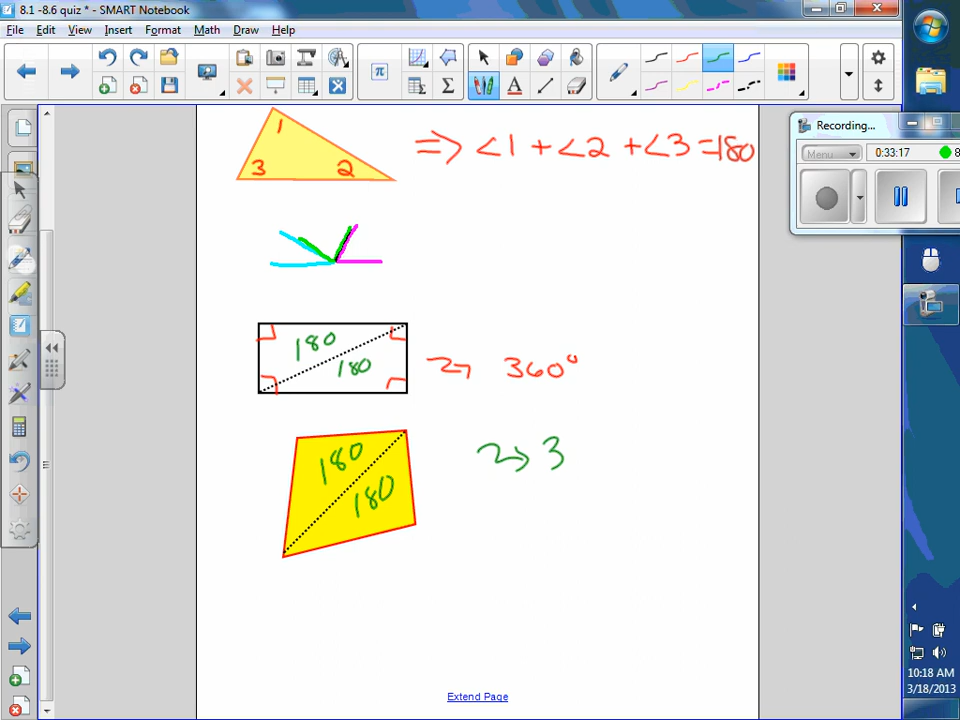 8.1 -8.6 quiz * - SMART Notebook
File Edit View Insert Format Math Draw Help
Recording...
Menu
0:33:17
8
1
3 2
=> ∠1 + ∠2 + ∠3 = 180
180
180
360°
180
180
3
Extend Page
10:18 AM
3/18/2013